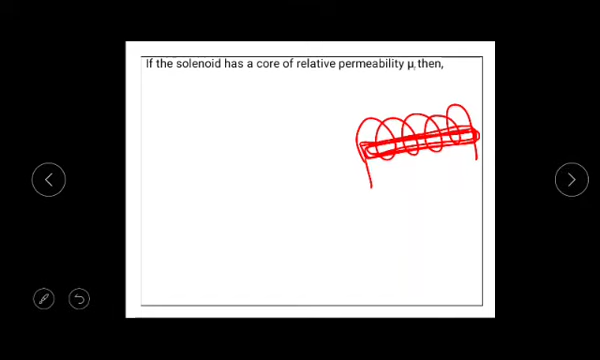 If the solenoid has a core of relative permeability μr then,